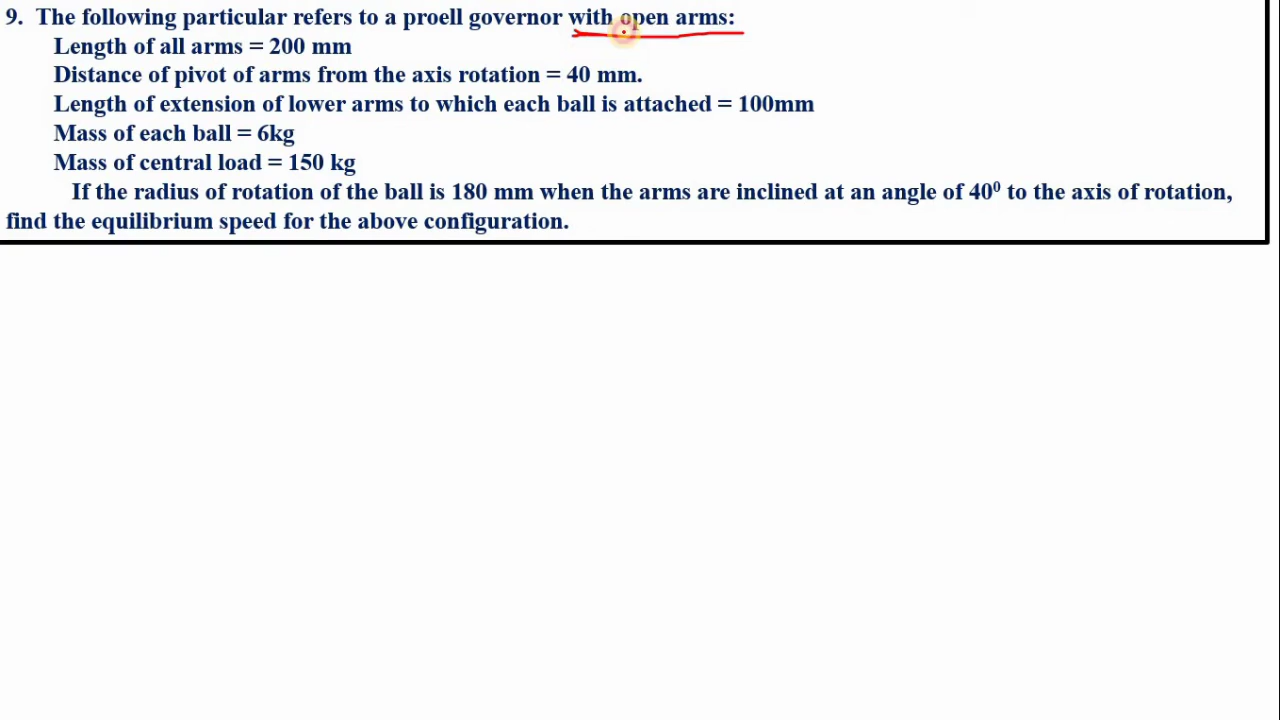 9. The following particular refers to a proell governor with open arms:
Length of all arms = 200 mm
Distance of pivot of arms from the axis rotation = 40 mm.
Length of extension of lower arms to which each ball is attached = 100mm
Mass of each ball = 6kg
Mass of central load = 150 kg
If the radius of rotation of the ball is 180 mm when the arms are inclined at an angle of 40⁰ to the axis of rotation,
find the equilibrium speed for the above configuration.